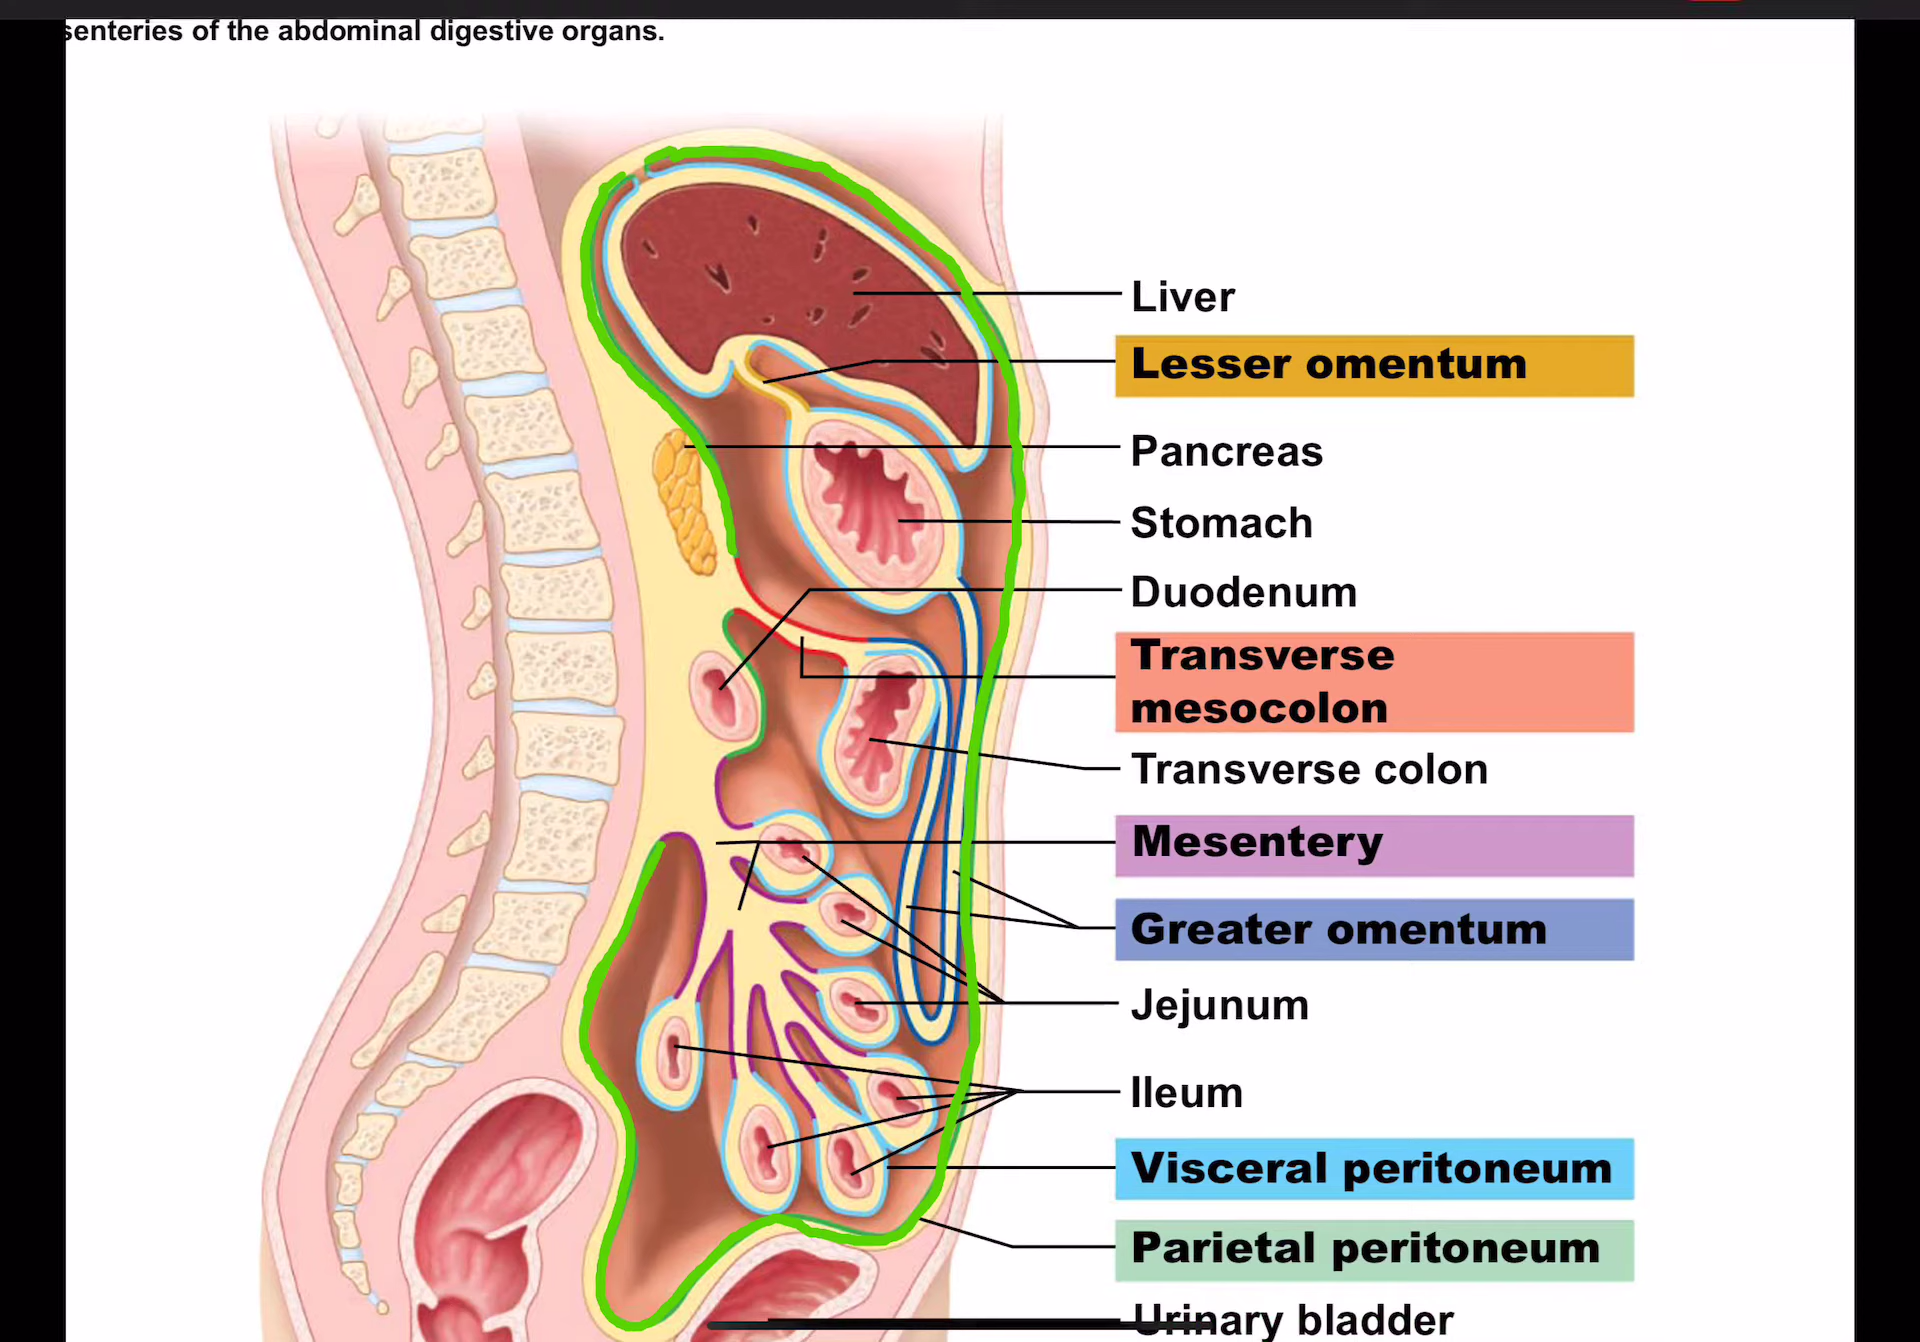 senteries of the abdominal digestive organs.
Liver
Lesser omentum
Pancreas
Stomach
Duodenum
Transverse
mesocolon
Transverse colon
Mesentery
Greater omentum
Jejunum
Ileum
Visceral peritoneum
Parietal peritoneum
Urinary bladder